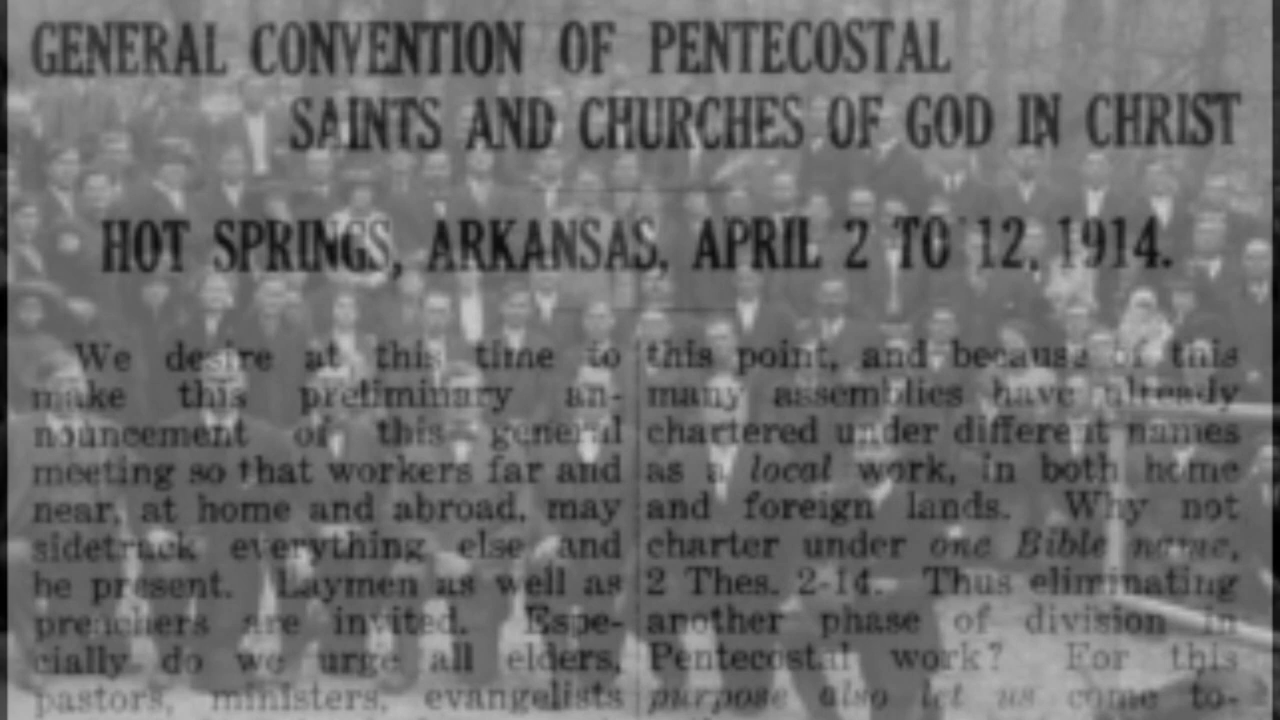 GENERAL CONVENTION OF PENTECOSTAL
SAINTS AND CHURCHES OF GOD IN CHRIST
HOT SPRINGS, ARKANSAS, APRIL 2 TO 12, 1914.
We desire at this time to
make this preliminary an-
nouncement of this general
meeting so that workers far and
near, at home and abroad, may
sidetrack everything else and
be present. Laymen as well as
preachers are invited. Espe-
cially do we urge all elders,
pastors, ministers, evangelists
this point, and because of this
many assemblies have already
chartered under different names
as a local work, in both home
and foreign lands. Why not
charter under one Bible name,
2 Thes. 2-14. Thus eliminating
another phase of division in
Pentecostal work? For this
purpose also let us come to-